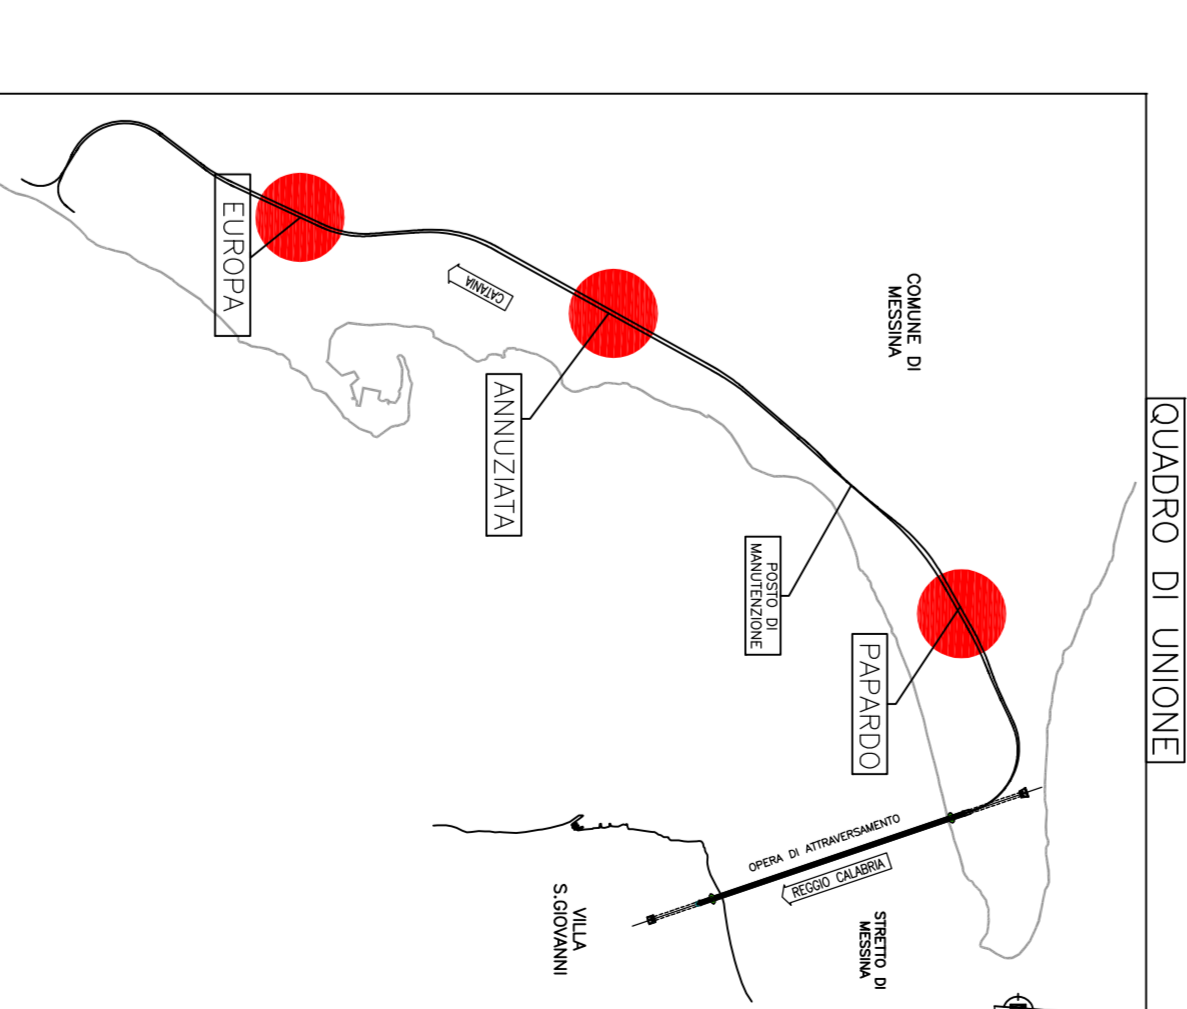 QUADRO DI UNIONE
COMUNE DI
MESSINA
PAPARDO
STRETTO DI
MESSINA
OPERA DI ATTRAVERSAMENTO
REGGIO CALABRIA
POSTO DI
MANUTENZIONE
VILLA
S.GIOVANNI
ANNUZIATA
CATANIA
EUROPA